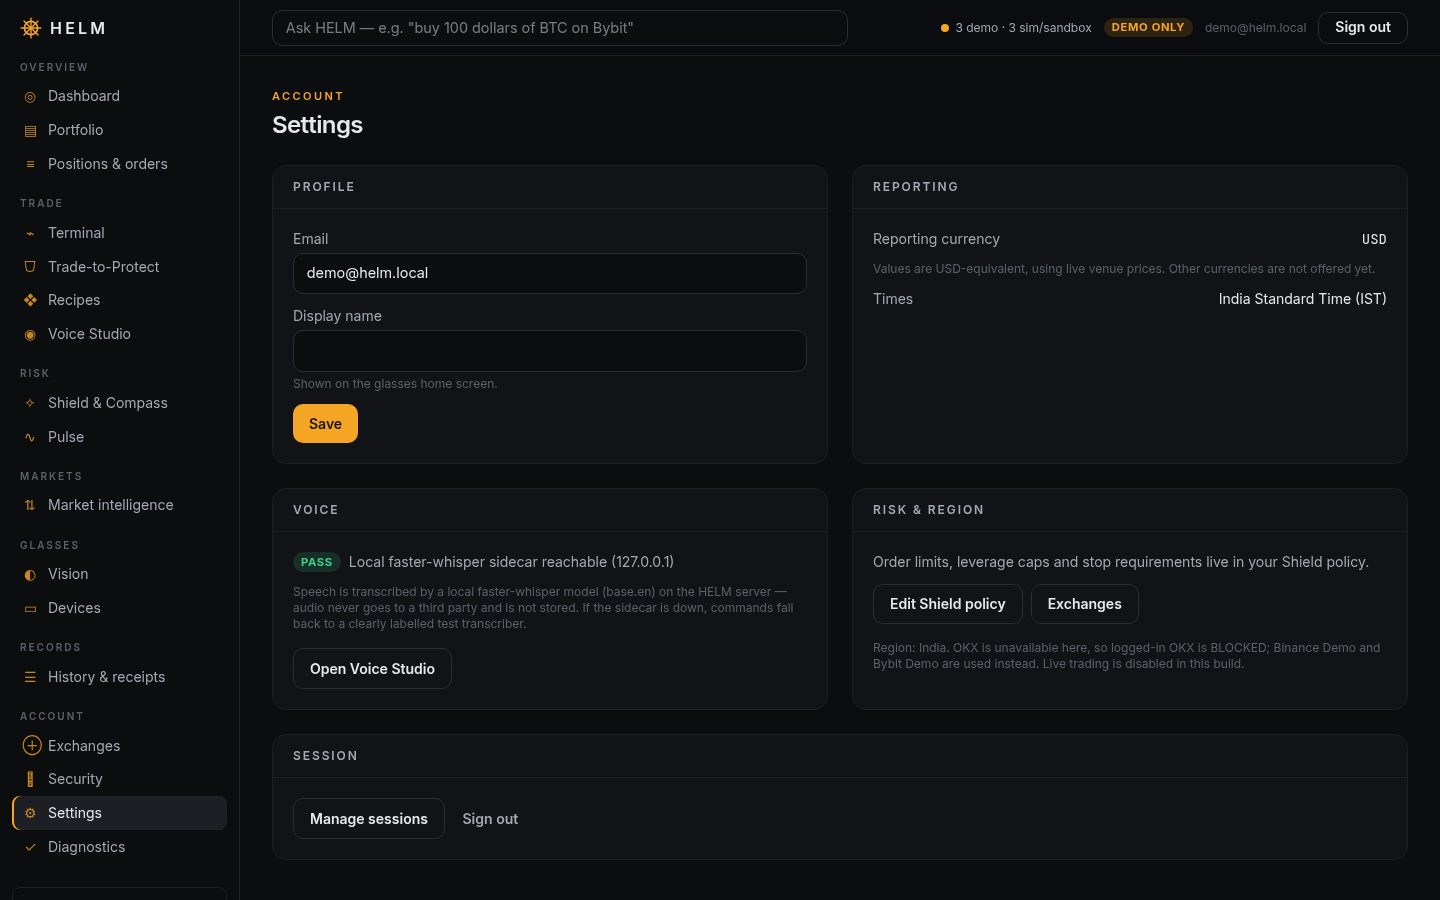 HELM
Ask HELM — e.g. "buy 100 dollars of BTC on Bybit"
3 demo · 3 sim/sandbox
DEMO ONLY
demo@helm.local
Sign out
OVERVIEW
Dashboard
Portfolio
Positions & orders
TRADE
Terminal
Trade-to-Protect
Recipes
Voice Studio
RISK
Shield & Compass
Pulse
MARKETS
Market intelligence
GLASSES
Vision
Devices
RECORDS
History & receipts
ACCOUNT
Exchanges
Security
Settings
Diagnostics
ACCOUNT
Settings
PROFILE
Email
demo@helm.local
Display name
Shown on the glasses home screen.
Save
REPORTING
Reporting currency USD
Values are USD-equivalent, using live venue prices. Other currencies are not offered yet.
Times India Standard Time (IST)
VOICE
PASS Local faster-whisper sidecar reachable (127.0.0.1)
Speech is transcribed by a local faster-whisper model (base.en) on the HELM server —
audio never goes to a third party and is not stored. If the sidecar is down, commands fall
back to a clearly labelled test transcriber.
Open Voice Studio
RISK & REGION
Order limits, leverage caps and stop requirements live in your Shield policy.
Edit Shield policy Exchanges
Region: India. OKX is unavailable here, so logged-in OKX is BLOCKED; Binance Demo and
Bybit Demo are used instead. Live trading is disabled in this build.
SESSION
Manage sessions Sign out